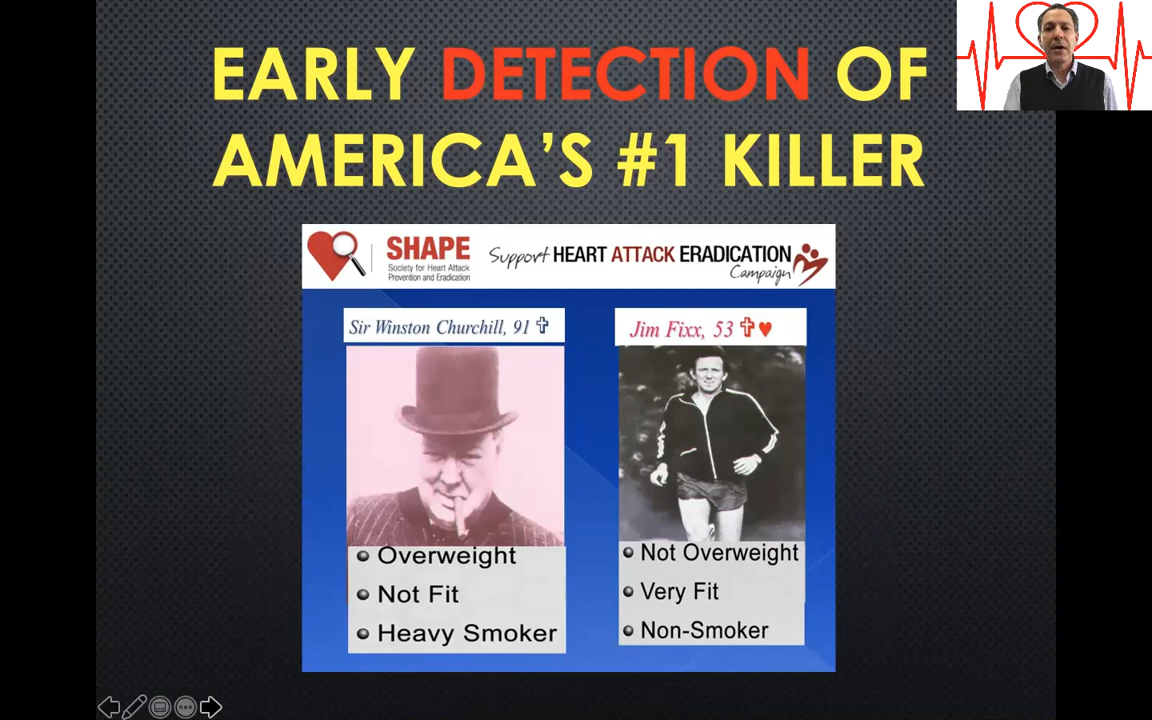 EARLY DETECTION OF
AMERICA'S #1 KILLER
SHAPE
Society for Heart Attack
Prevention and Eradication
Support HEART ATTACK ERADICATION
Campaign
Sir Winston Churchill, 91 ✝
Jim Fixx, 53 ✝♥
• Overweight
• Not Fit
• Heavy Smoker
• Not Overweight
• Very Fit
• Non-Smoker